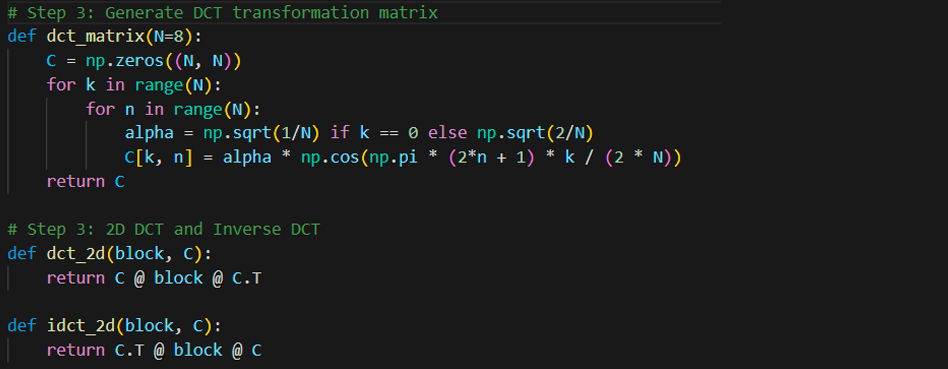 # Step 3: Generate DCT transformation matrix
def dct_matrix(N=8):
    C = np.zeros((N, N))
    for k in range(N):
        for n in range(N):
            alpha = np.sqrt(1/N) if k == 0 else np.sqrt(2/N)
            C[k, n] = alpha * np.cos(np.pi * (2*n + 1) * k / (2 * N))
    return C

# Step 3: 2D DCT and Inverse DCT
def dct_2d(block, C):
    return C @ block @ C.T

def idct_2d(block, C):
    return C.T @ block @ C